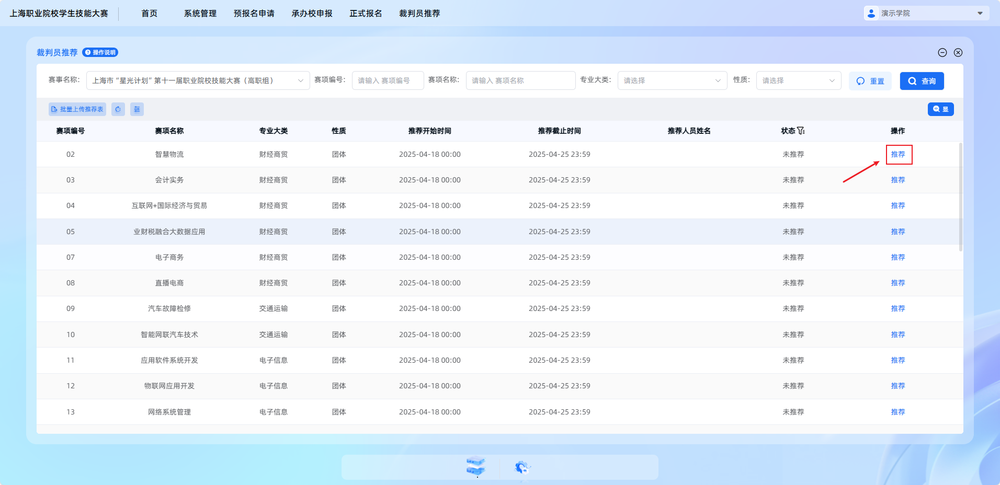 上海职业院校学生技能大赛 首页 系统管理 预报名申请 承办校申报 正式报名 裁判员推荐 演示学院
裁判员推荐 操作说明
赛事名称: 上海市“星光计划”第十一届职业院校技能大赛（高职组） 赛项编号: 请输入 赛项编号 赛项名称: 请输入 赛项名称 专业大类: 请选择 性质: 请选择 重置 查询
批量上传推荐表 显
赛项编号 赛项名称 专业大类 性质 推荐开始时间 推荐截止时间 推荐人员姓名 状态 操作
02 智慧物流 财经商贸 团体 2025-04-18 00:00 2025-04-25 23:59 未推荐 推荐
03 会计实务 财经商贸 团体 2025-04-18 00:00 2025-04-25 23:59 未推荐 推荐
04 互联网+国际经济与贸易 财经商贸 团体 2025-04-18 00:00 2025-04-25 23:59 未推荐 推荐
05 业财税融合大数据应用 财经商贸 团体 2025-04-18 00:00 2025-04-25 23:59 未推荐 推荐
07 电子商务 财经商贸 团体 2025-04-18 00:00 2025-04-25 23:59 未推荐 推荐
08 直播电商 财经商贸 团体 2025-04-18 00:00 2025-04-25 23:59 未推荐 推荐
09 汽车故障检修 交通运输 团体 2025-04-18 00:00 2025-04-25 23:59 未推荐 推荐
10 智能网联汽车技术 交通运输 团体 2025-04-18 00:00 2025-04-25 23:59 未推荐 推荐
11 应用软件系统开发 电子信息 团体 2025-04-18 00:00 2025-04-25 23:59 未推荐 推荐
12 物联网应用开发 电子信息 团体 2025-04-18 00:00 2025-04-25 23:59 未推荐 推荐
13 网络系统管理 电子信息 团体 2025-04-18 00:00 2025-04-25 23:59 未推荐 推荐